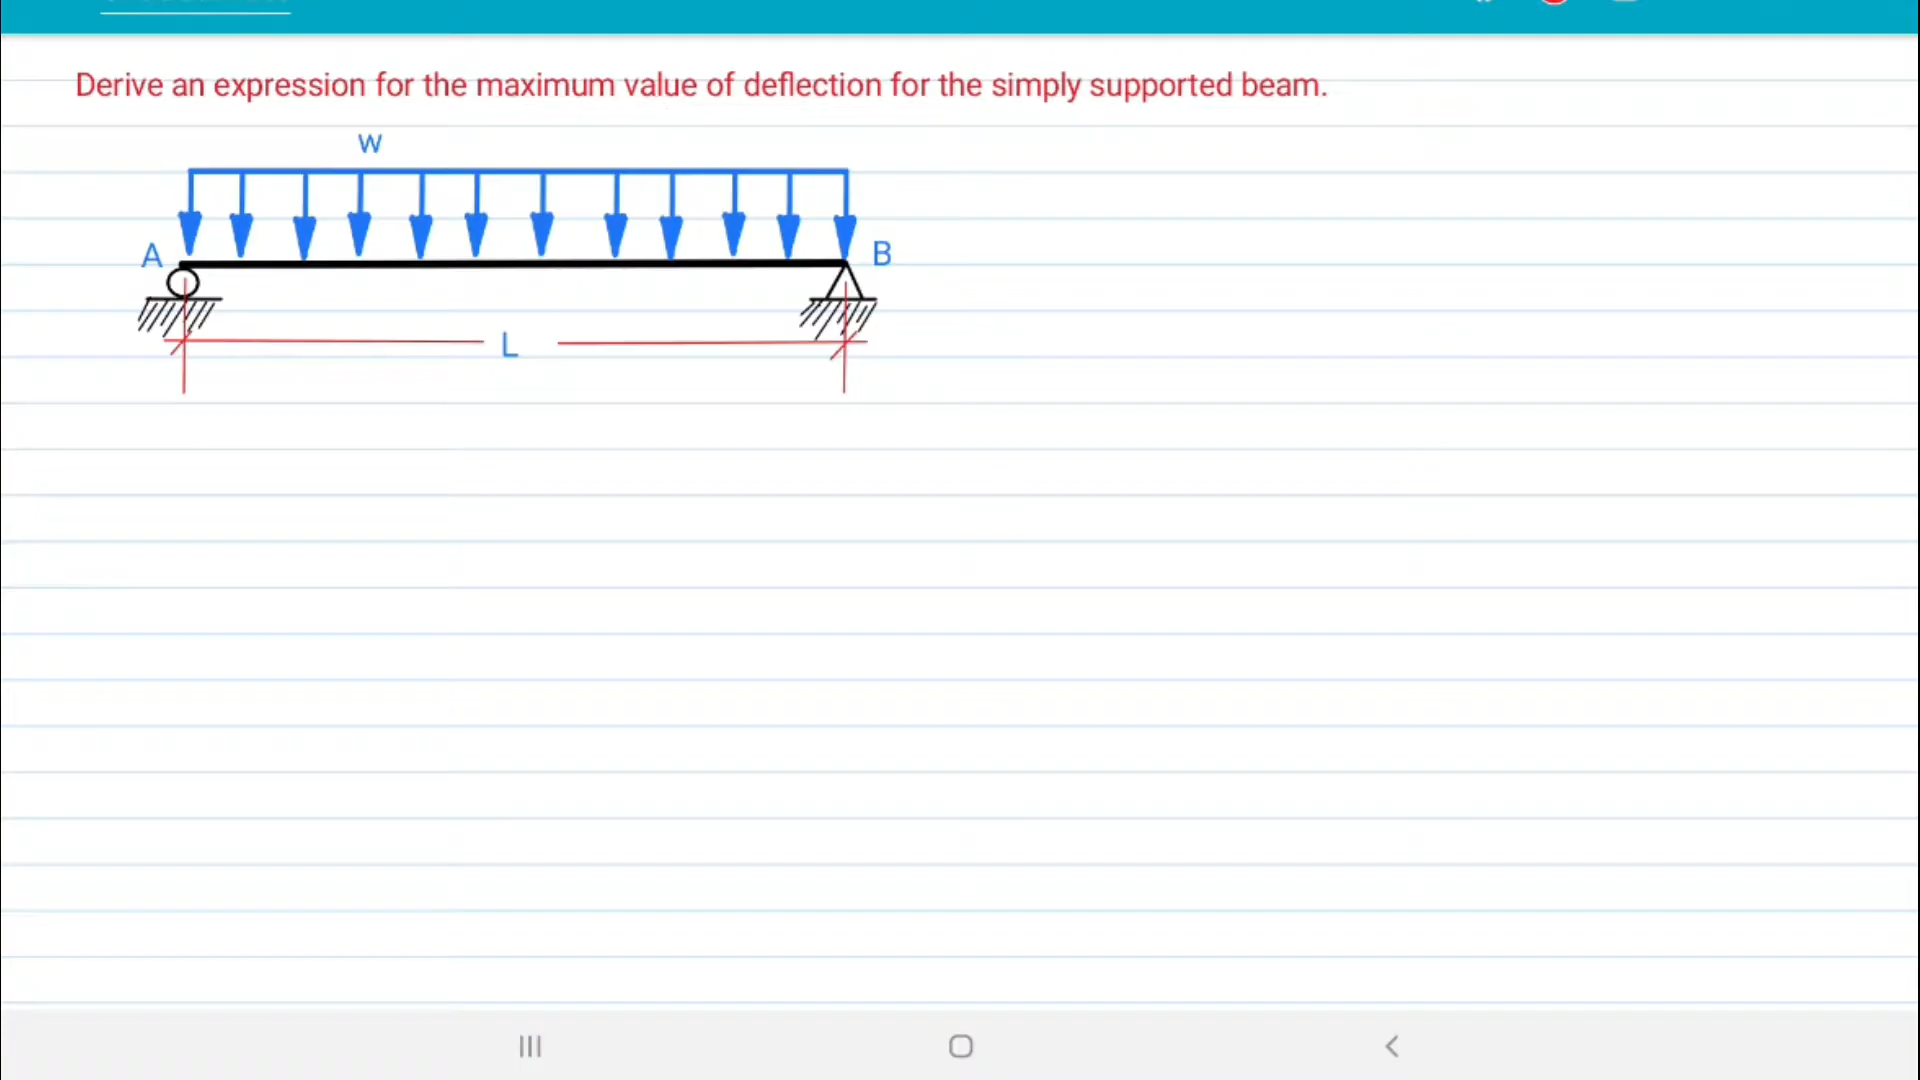 Derive an expression for the maximum value of deflection for the simply supported beam.
w
A
B
L